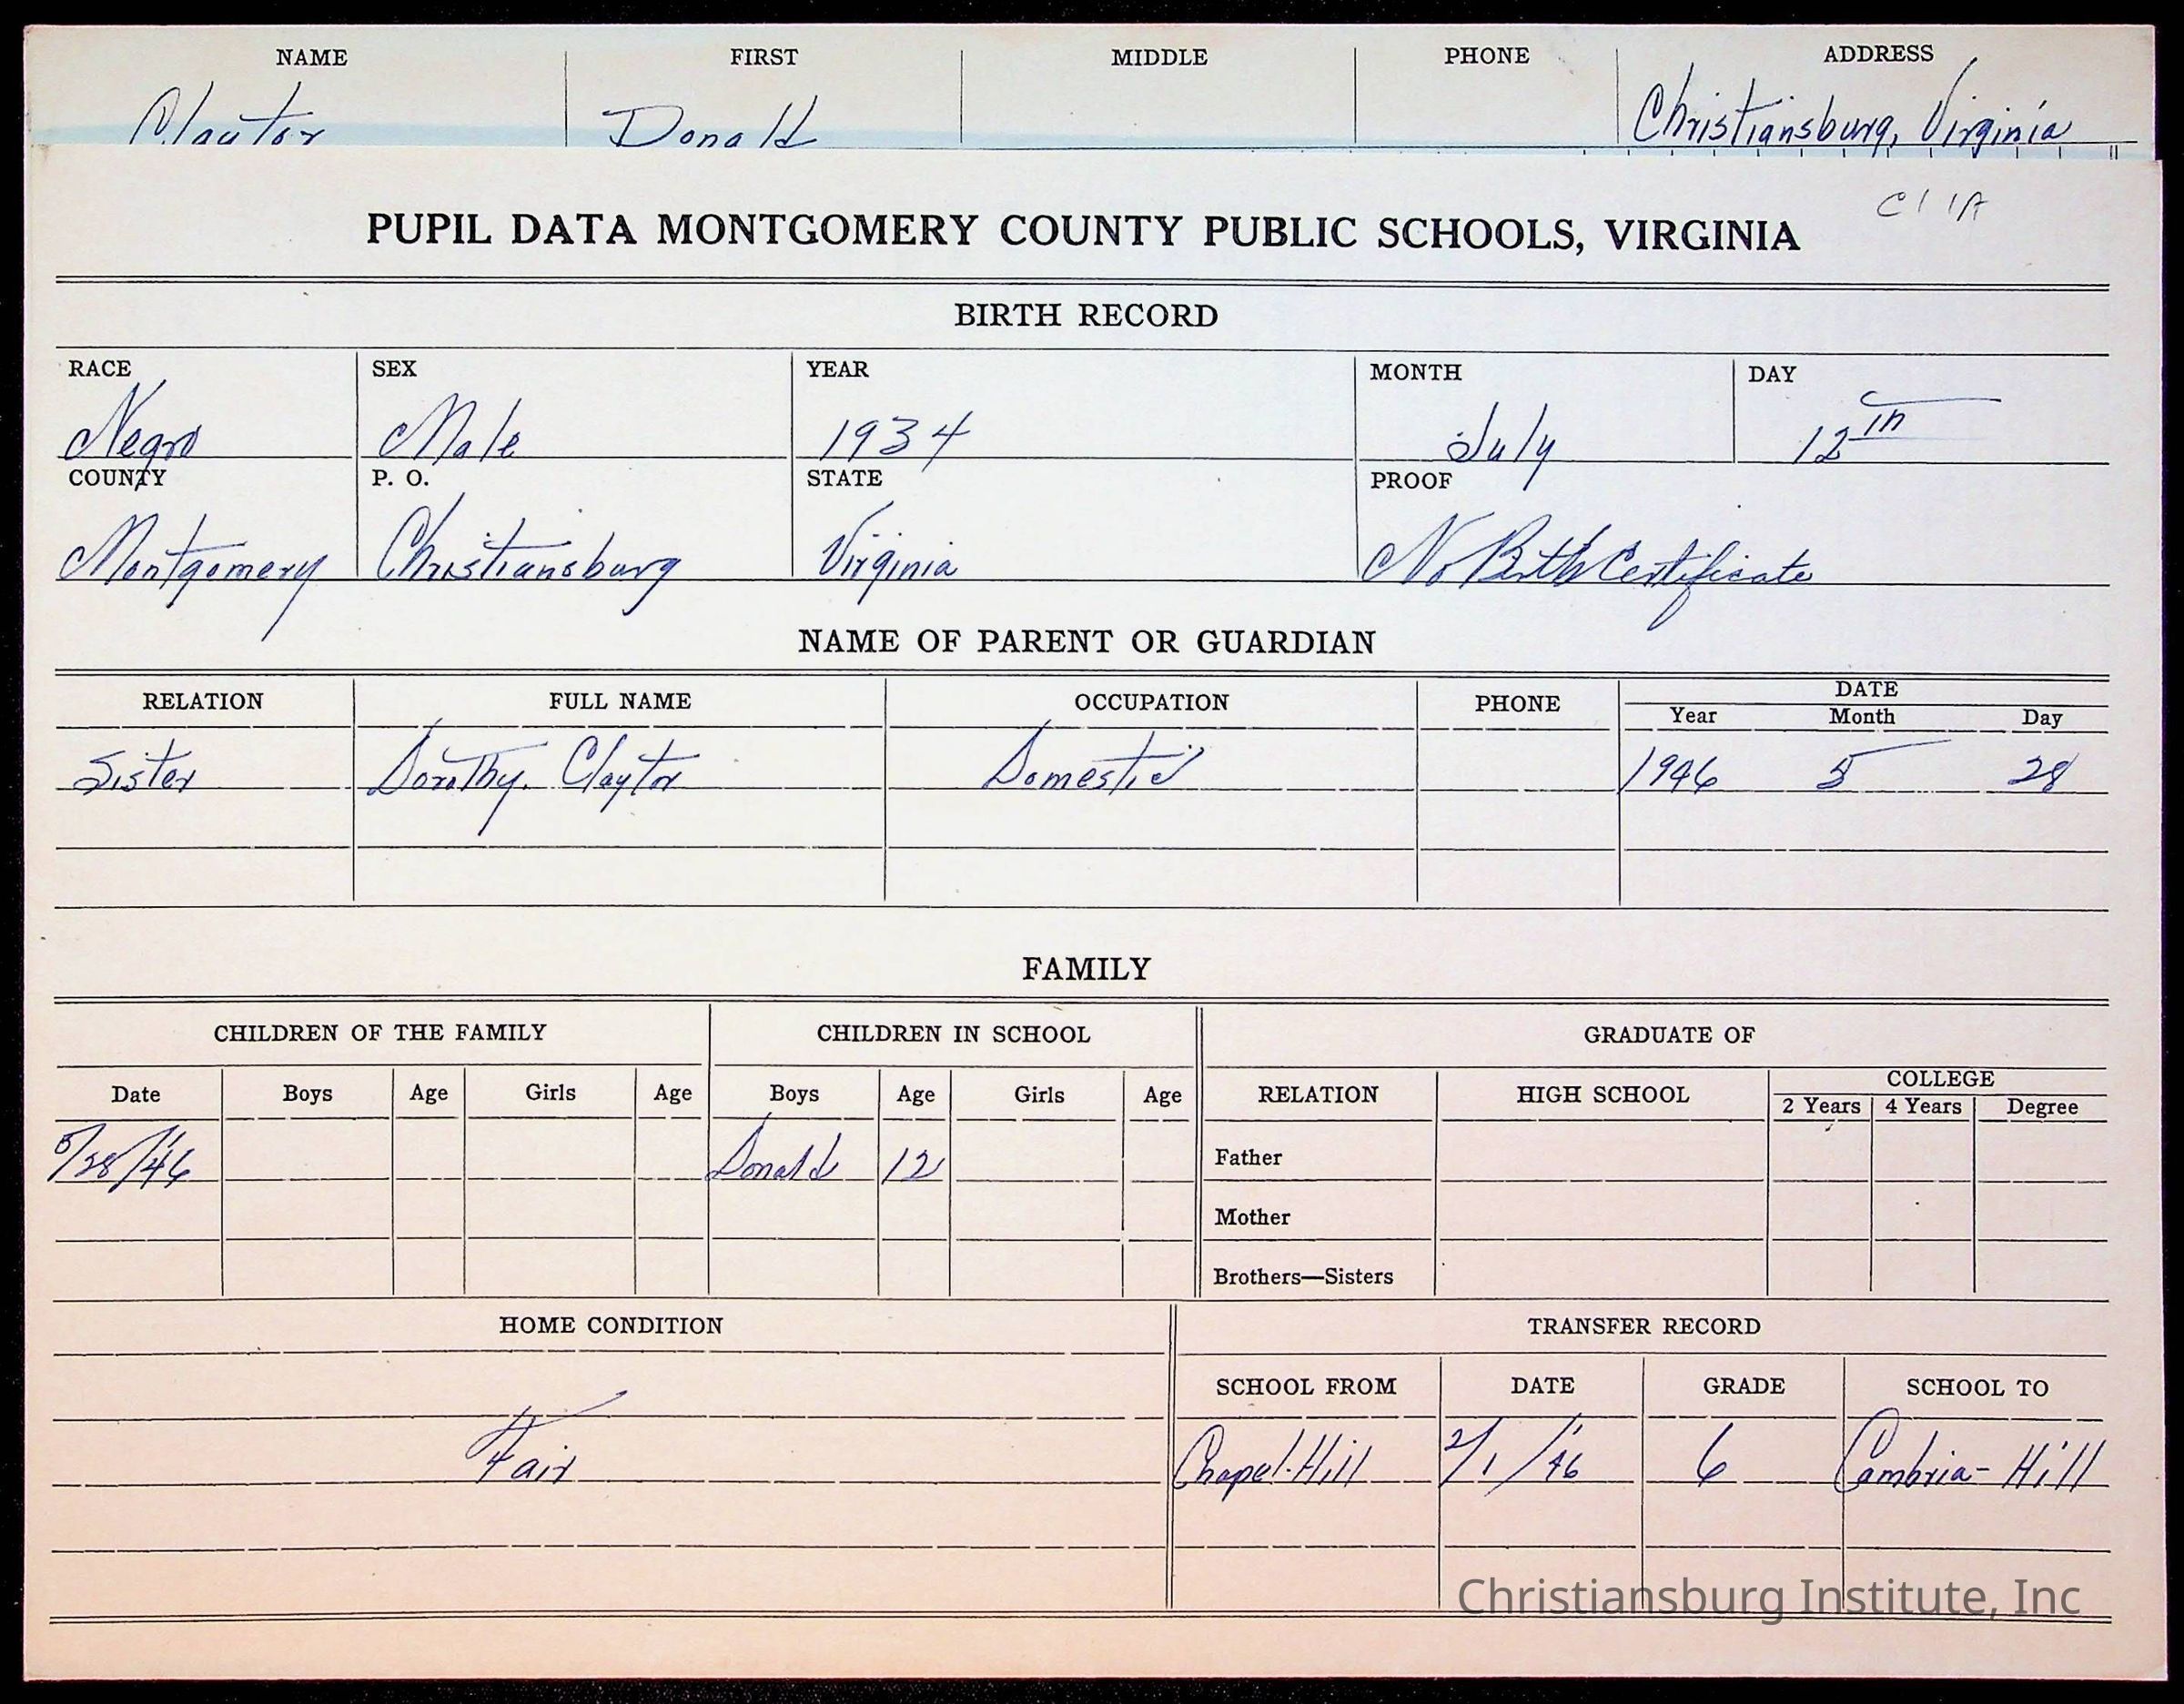 NAME FIRST MIDDLE PHONE ADDRESS
Claytor Donald Christiansburg, Virginia
PUPIL DATA MONTGOMERY COUNTY PUBLIC SCHOOLS, VIRGINIA
BIRTH RECORD
RACE SEX YEAR MONTH DAY
Negro Male 1934 July 12th
COUNTY P. O. STATE PROOF
Montgomery Christiansburg Virginia No Birth Certificate
NAME OF PARENT OR GUARDIAN
RELATION FULL NAME OCCUPATION PHONE DATE
Year Month Day
Sister Dorothy Claytor Domestic 1946 5 28
FAMILY
CHILDREN OF THE FAMILY CHILDREN IN SCHOOL GRADUATE OF
Date Boys Age Girls Age Boys Age Girls Age RELATION HIGH SCHOOL COLLEGE
2 Years 4 Years Degree
5/28/46 Donald 12 Father
Mother
Brothers—Sisters
HOME CONDITION TRANSFER RECORD
SCHOOL FROM DATE GRADE SCHOOL TO
Fair Chapel-Hill 2/1/'46 6 Cambria-Hill
Christiansburg Institute, Inc